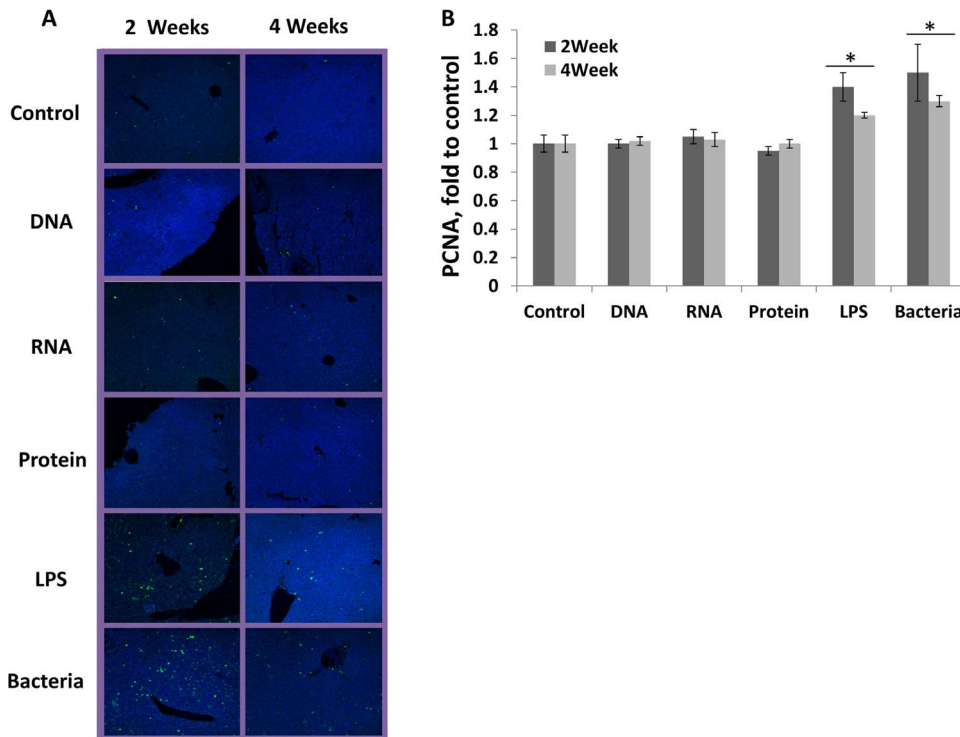 A
2 Weeks
4 Weeks
Control
DNA
RNA
Protein
LPS
Bacteria
B
PCNA, fold to control
1.8
1.6
1.4
1.2
1
0.8
0.6
0.4
0.2
0
2Week
4Week
*
*
Control DNA RNA Protein LPS Bacteria